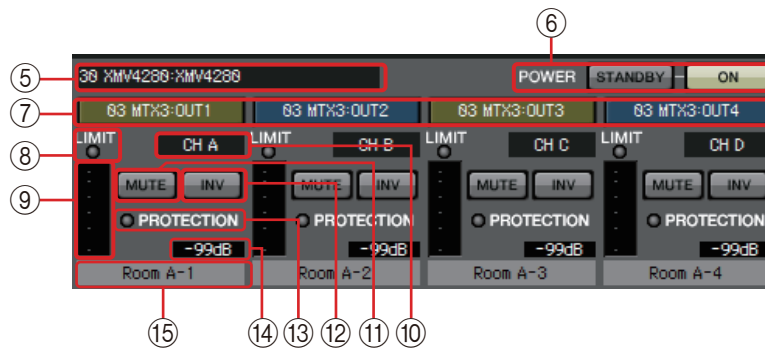 ⑥
⑤ 30 XMV4280:XMV4280 POWER STANDBY ON
⑦ 03 MTX3:OUT1 03 MTX3:OUT2 03 MTX3:OUT3 03 MTX3:OUT4
⑧ LIMIT CH A LIMIT CH B LIMIT CH C LIMIT CH D
⑨ MUTE INV MUTE INV MUTE INV MUTE INV
PROTECTION PROTECTION PROTECTION PROTECTION
-99dB -99dB -99dB -99dB
Room A-1 Room A-2 Room A-3 Room A-4
⑮ ⑭ ⑬ ⑫ ⑪ ⑩